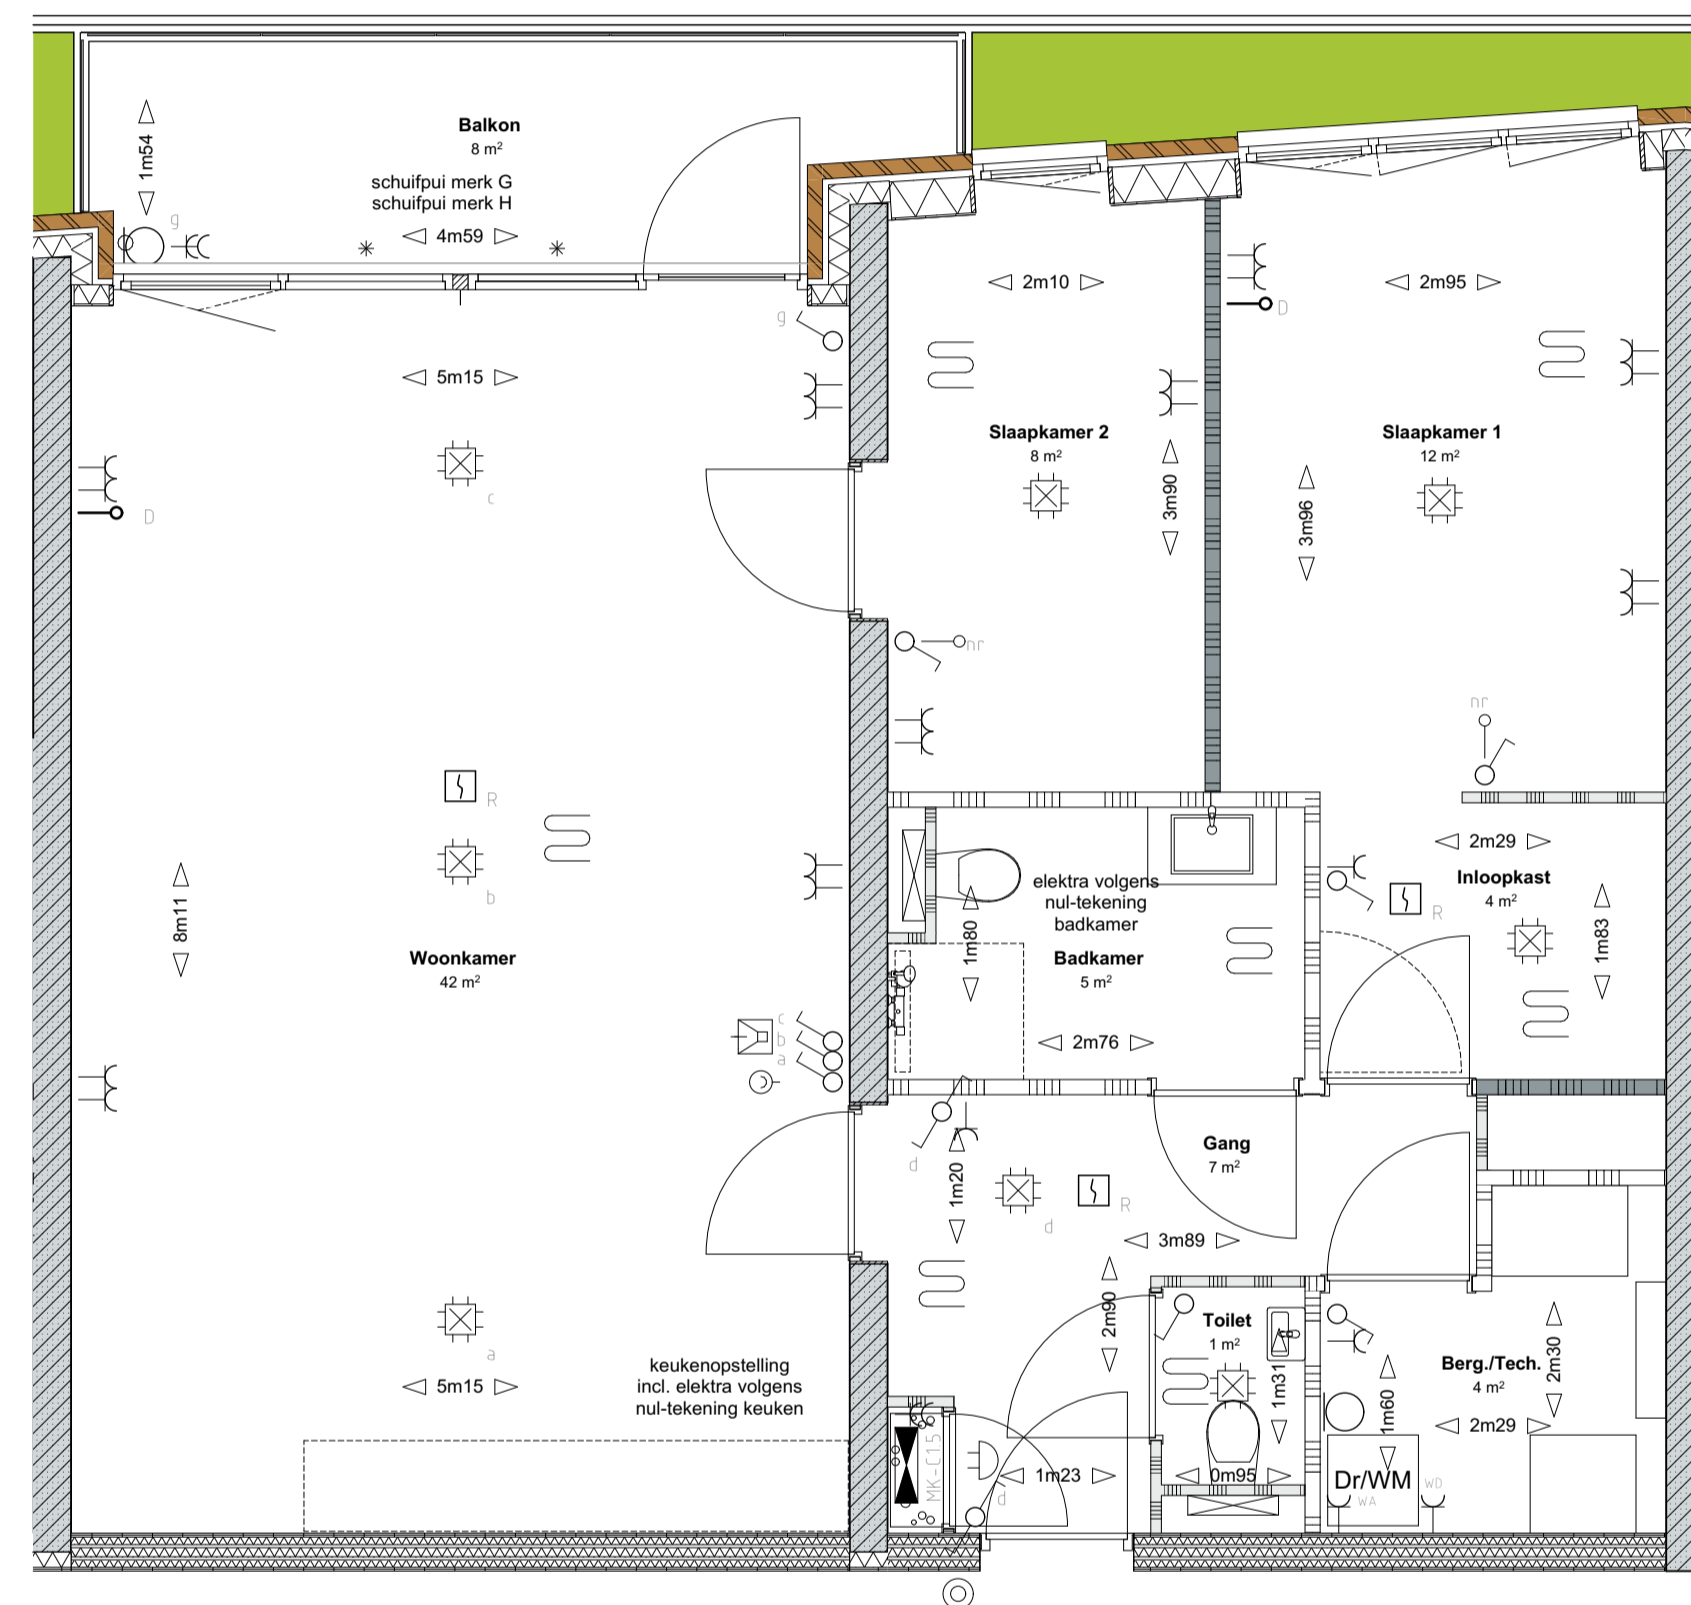 Balkon
8 m²
1m54
schuifpui merk G
schuifpui merk H
4m59
g
2m10
2m95
D
g
5m15
Slaapkamer 2
8 m²
Slaapkamer 1
12 m²
3m90
3m96
c
D
nr
nr
R
b
8m11
Woonkamer
42 m²
2m29
Inloopkast
4 m²
R
1m83
elektra volgens
nul-tekening
badkamer
1m80
Badkamer
5 m²
2m76
c
b
a
d
1m20
Gang
7 m²
R
d
3m89
2m90
Toilet
1 m²
1m31
Berg./Tech.
4 m²
2m30
1m60
2m29
a
5m15
keukenopstelling
incl. elektra volgens
nul-tekening keuken
MK-C15
1m23
d
0m95
Dr/WM
WA
WD